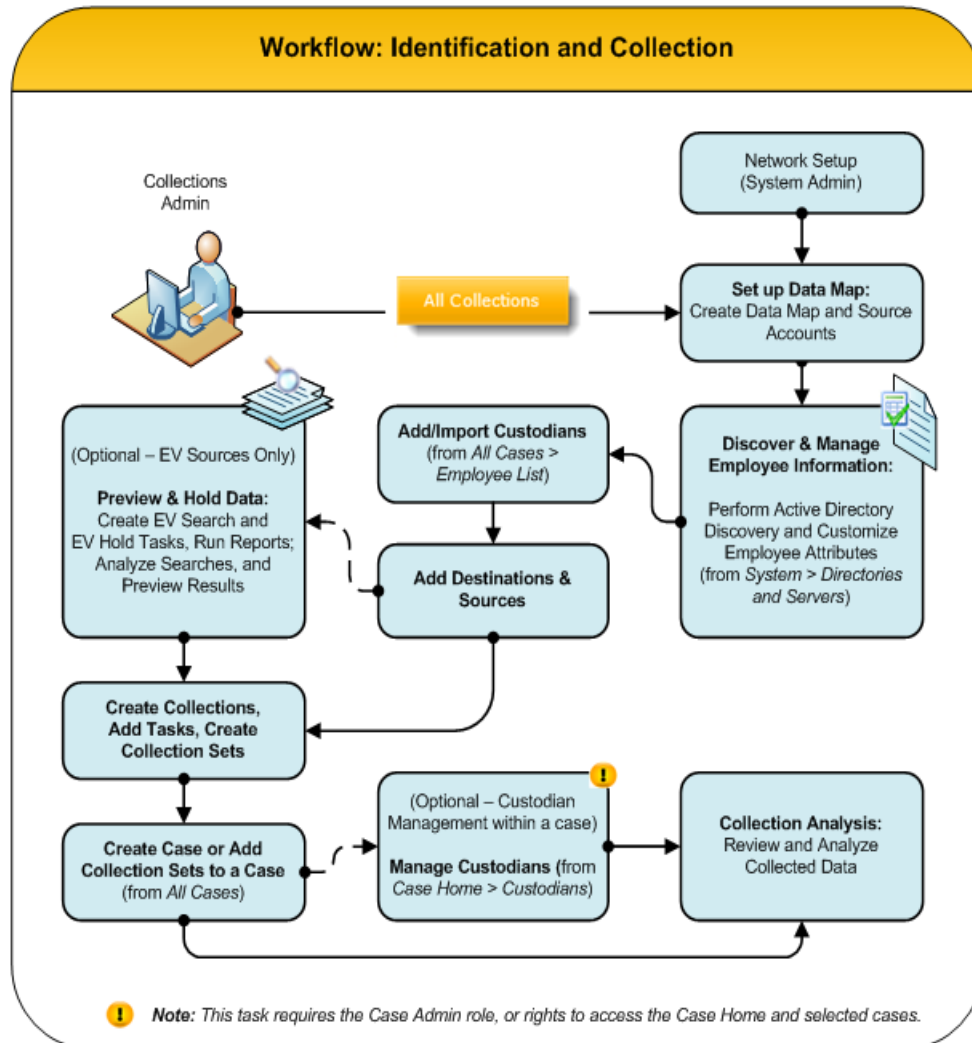 Workflow: Identification and Collection
Collections
Admin
All Collections
Network Setup
(System Admin)
Set up Data Map:
Create Data Map and Source
Accounts
Discover & Manage
Employee Information:
Perform Active Directory
Discovery and Customize
Employee Attributes
(from System > Directories
and Servers)
Add/Import Custodians
(from All Cases >
Employee List)
Add Destinations &
Sources
(Optional – EV Sources Only)
Preview & Hold Data:
Create EV Search and
EV Hold Tasks, Run Reports;
Analyze Searches, and
Preview Results
Create Collections,
Add Tasks, Create
Collection Sets
Create Case or Add
Collection Sets to a Case
(from All Cases)
(Optional – Custodian
Management within a case)
Manage Custodians (from
Case Home > Custodians)
Collection Analysis:
Review and Analyze
Collected Data
Note: This task requires the Case Admin role, or rights to access the Case Home and selected cases.